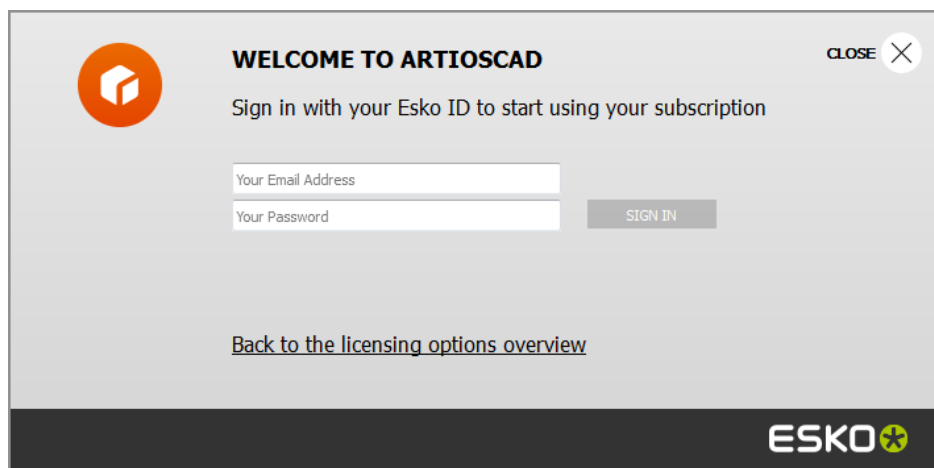 WELCOME TO ARTIOSCAD
CLOSE
Sign in with your Esko ID to start using your subscription
Your Email Address
Your Password
SIGN IN
Back to the licensing options overview
ESKO